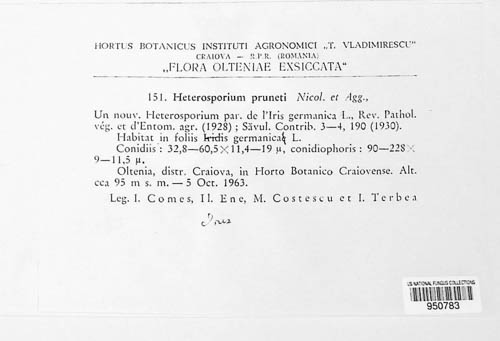 HORTUS BOTANICUS INSTITUTI AGRONOMICI „T. VLADIMIRESCU“
CRAIOVA — R.P.R. (ROMANIA)
„FLORA OLTENIAE EXSICCATA“
151. Heterosporium pruneti Nicol. et Agg.,
Un nouv. Heterosporium par. de l'Iris germanica L., Rev. Pathol.
vég. et d'Entom. agr. (1928) ; Săvul. Contrib. 3—4, 190 (1930).
Habitat in foliis Iridis germanica L.
Conidiis : 32,8—60,5×11,4—19 μ, conidiophoris : 90—228×
9—11,5 μ.
Oltenia, distr. Craiova, in Horto Botanico Craiovense. Alt.
cca 95 m s. m. — 5 Oct. 1963.
Leg. I. Comes, Il. Ene, M. Costescu et I. Terbea
Iris
US NATIONAL FUNGUS COLLECTIONS
950783